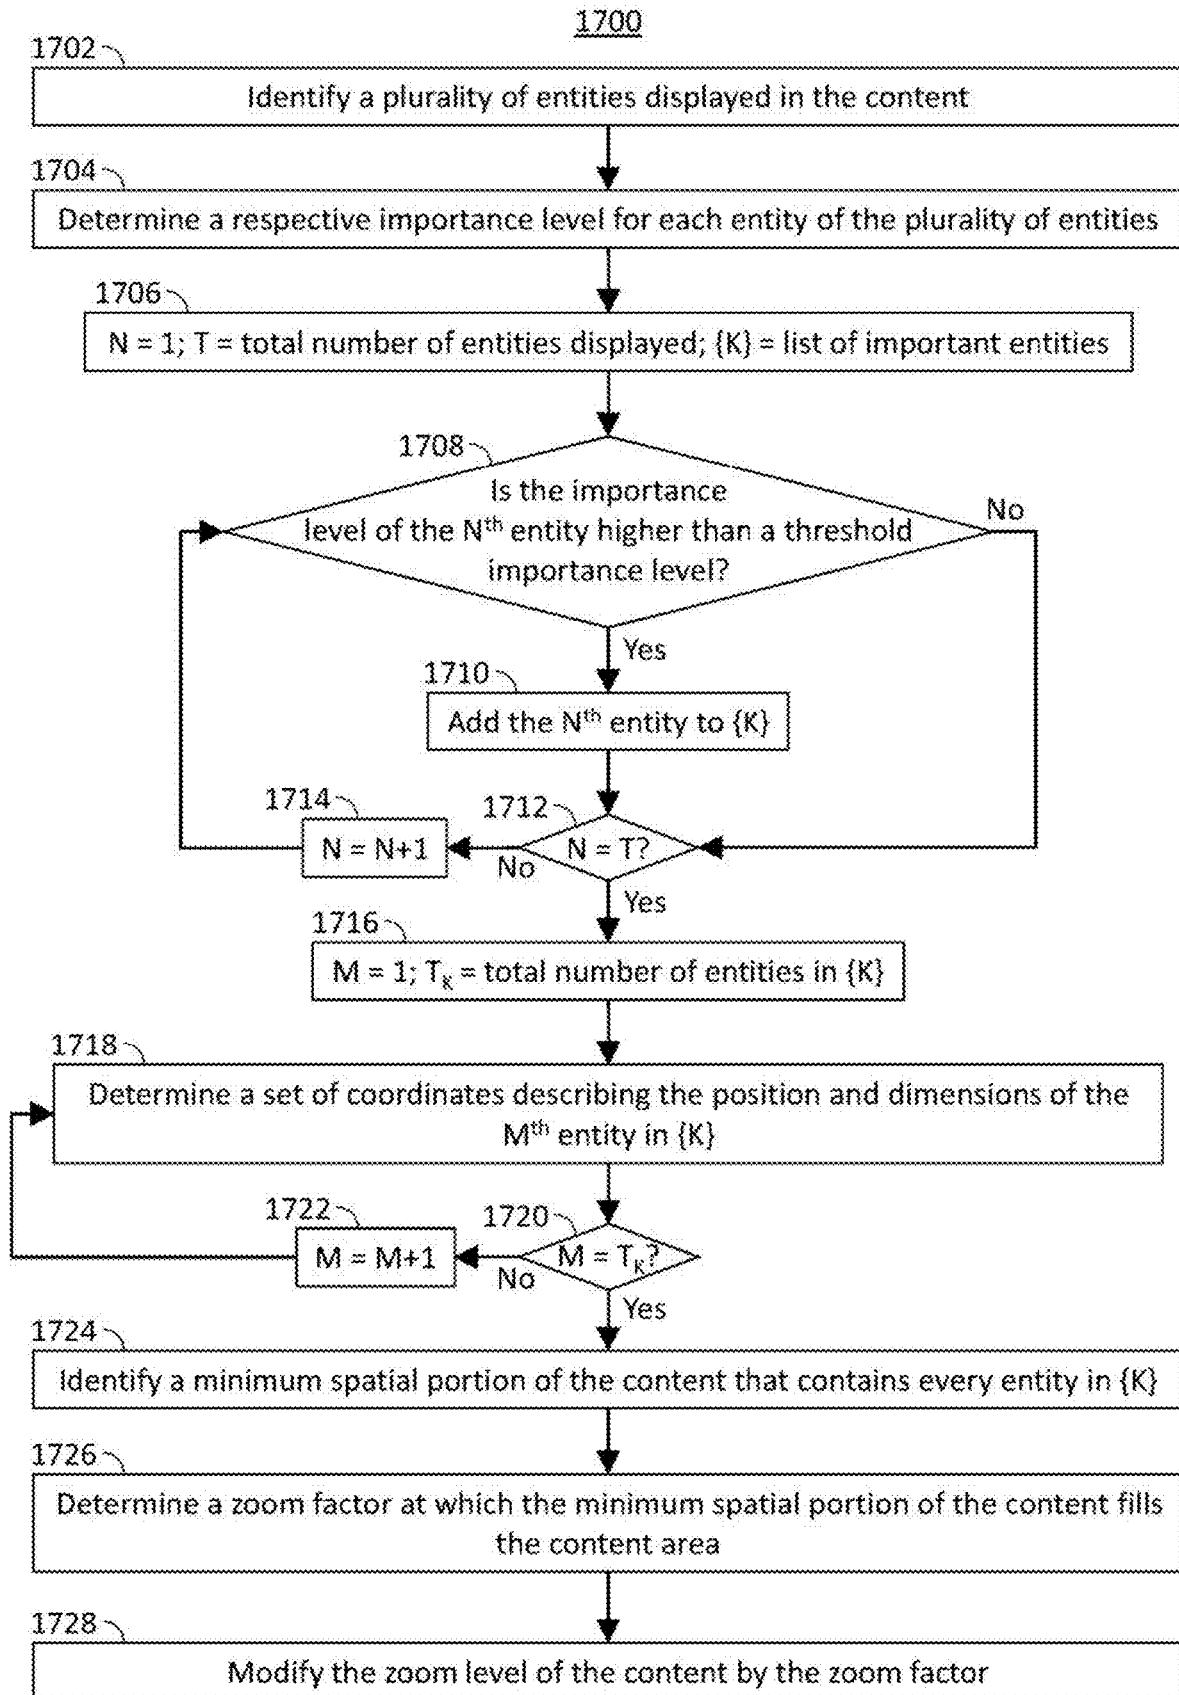 1700
1702
Identify a plurality of entities displayed in the content
1704
Determine a respective importance level for each entity of the plurality of entities
1706
N = 1; T = total number of entities displayed; {K} = list of important entities
1708
Is the importance
level of the Nth entity higher than a threshold
importance level?
No
Yes
1710
Add the Nth entity to {K}
1714
1712
N = N+1
No
N = T?
Yes
1716
M = 1; TK = total number of entities in {K}
1718
Determine a set of coordinates describing the position and dimensions of the
Mth entity in {K}
1722
1720
M = M+1
No
M = TK?
Yes
1724
Identify a minimum spatial portion of the content that contains every entity in {K}
1726
Determine a zoom factor at which the minimum spatial portion of the content fills
the content area
1728
Modify the zoom level of the content by the zoom factor